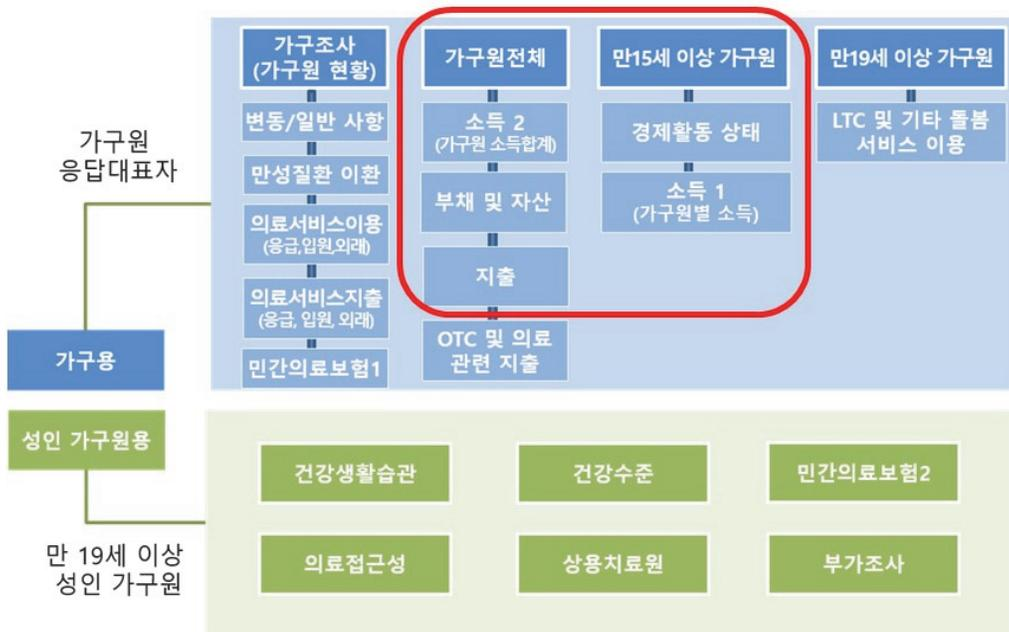 가구조사
(가구원 현황)
변동/일반 사항
만성질환 이환
의료서비스이용
(응급,입원,외래)
의료서비스지출
(응급, 입원, 외래)
민간의료보험1
가구원전체
소득 2
(가구원 소득합계)
부채 및 자산
지출
OTC 및 의료
관련 지출
만15세 이상 가구원
경제활동 상태
소득 1
(가구원별 소득)
만19세 이상 가구원
LTC 및 기타 돌봄
서비스 이용
가구원
응답대표자
가구용
성인 가구원용
만 19세 이상
성인 가구원
건강생활습관
건강수준
민간의료보험2
의료접근성
상용치료원
부가조사